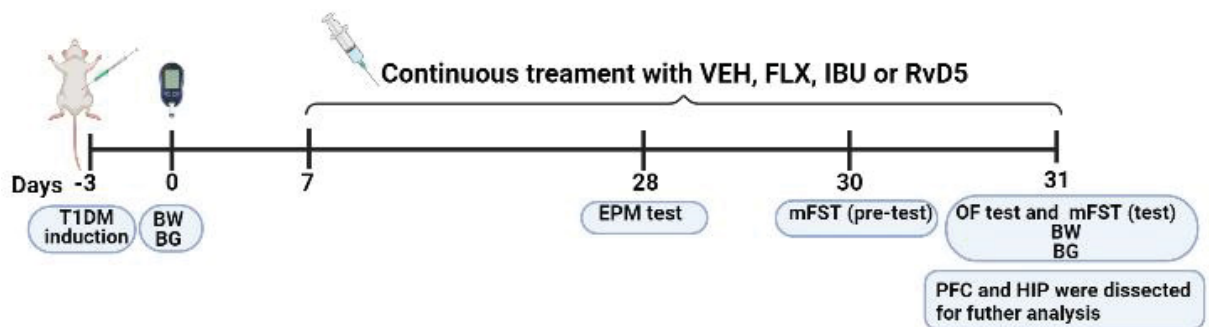 Continuous treament with VEH, FLX, IBU or RvD5
Days -3 0 7 28 30 31
T1DM
induction
BW
BG
EPM test
mFST (pre-test)
OF test and mFST (test)
BW
BG
PFC and HIP were dissected
for futher analysis